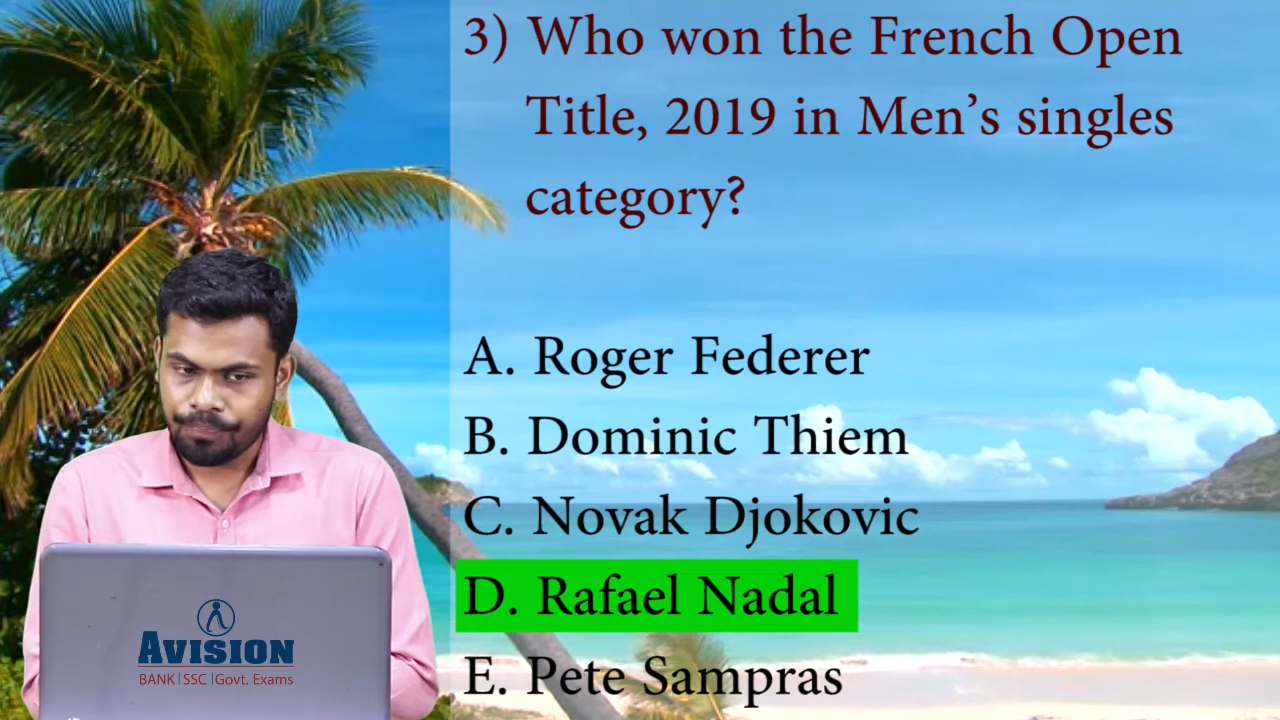 3) Who won the French Open
Title, 2019 in Men’s singles
category?
A. Roger Federer
B. Dominic Thiem
C. Novak Djokovic
D. Rafael Nadal
E. Pete Sampras
AVISION
BANK|SSC|Govt. Exams